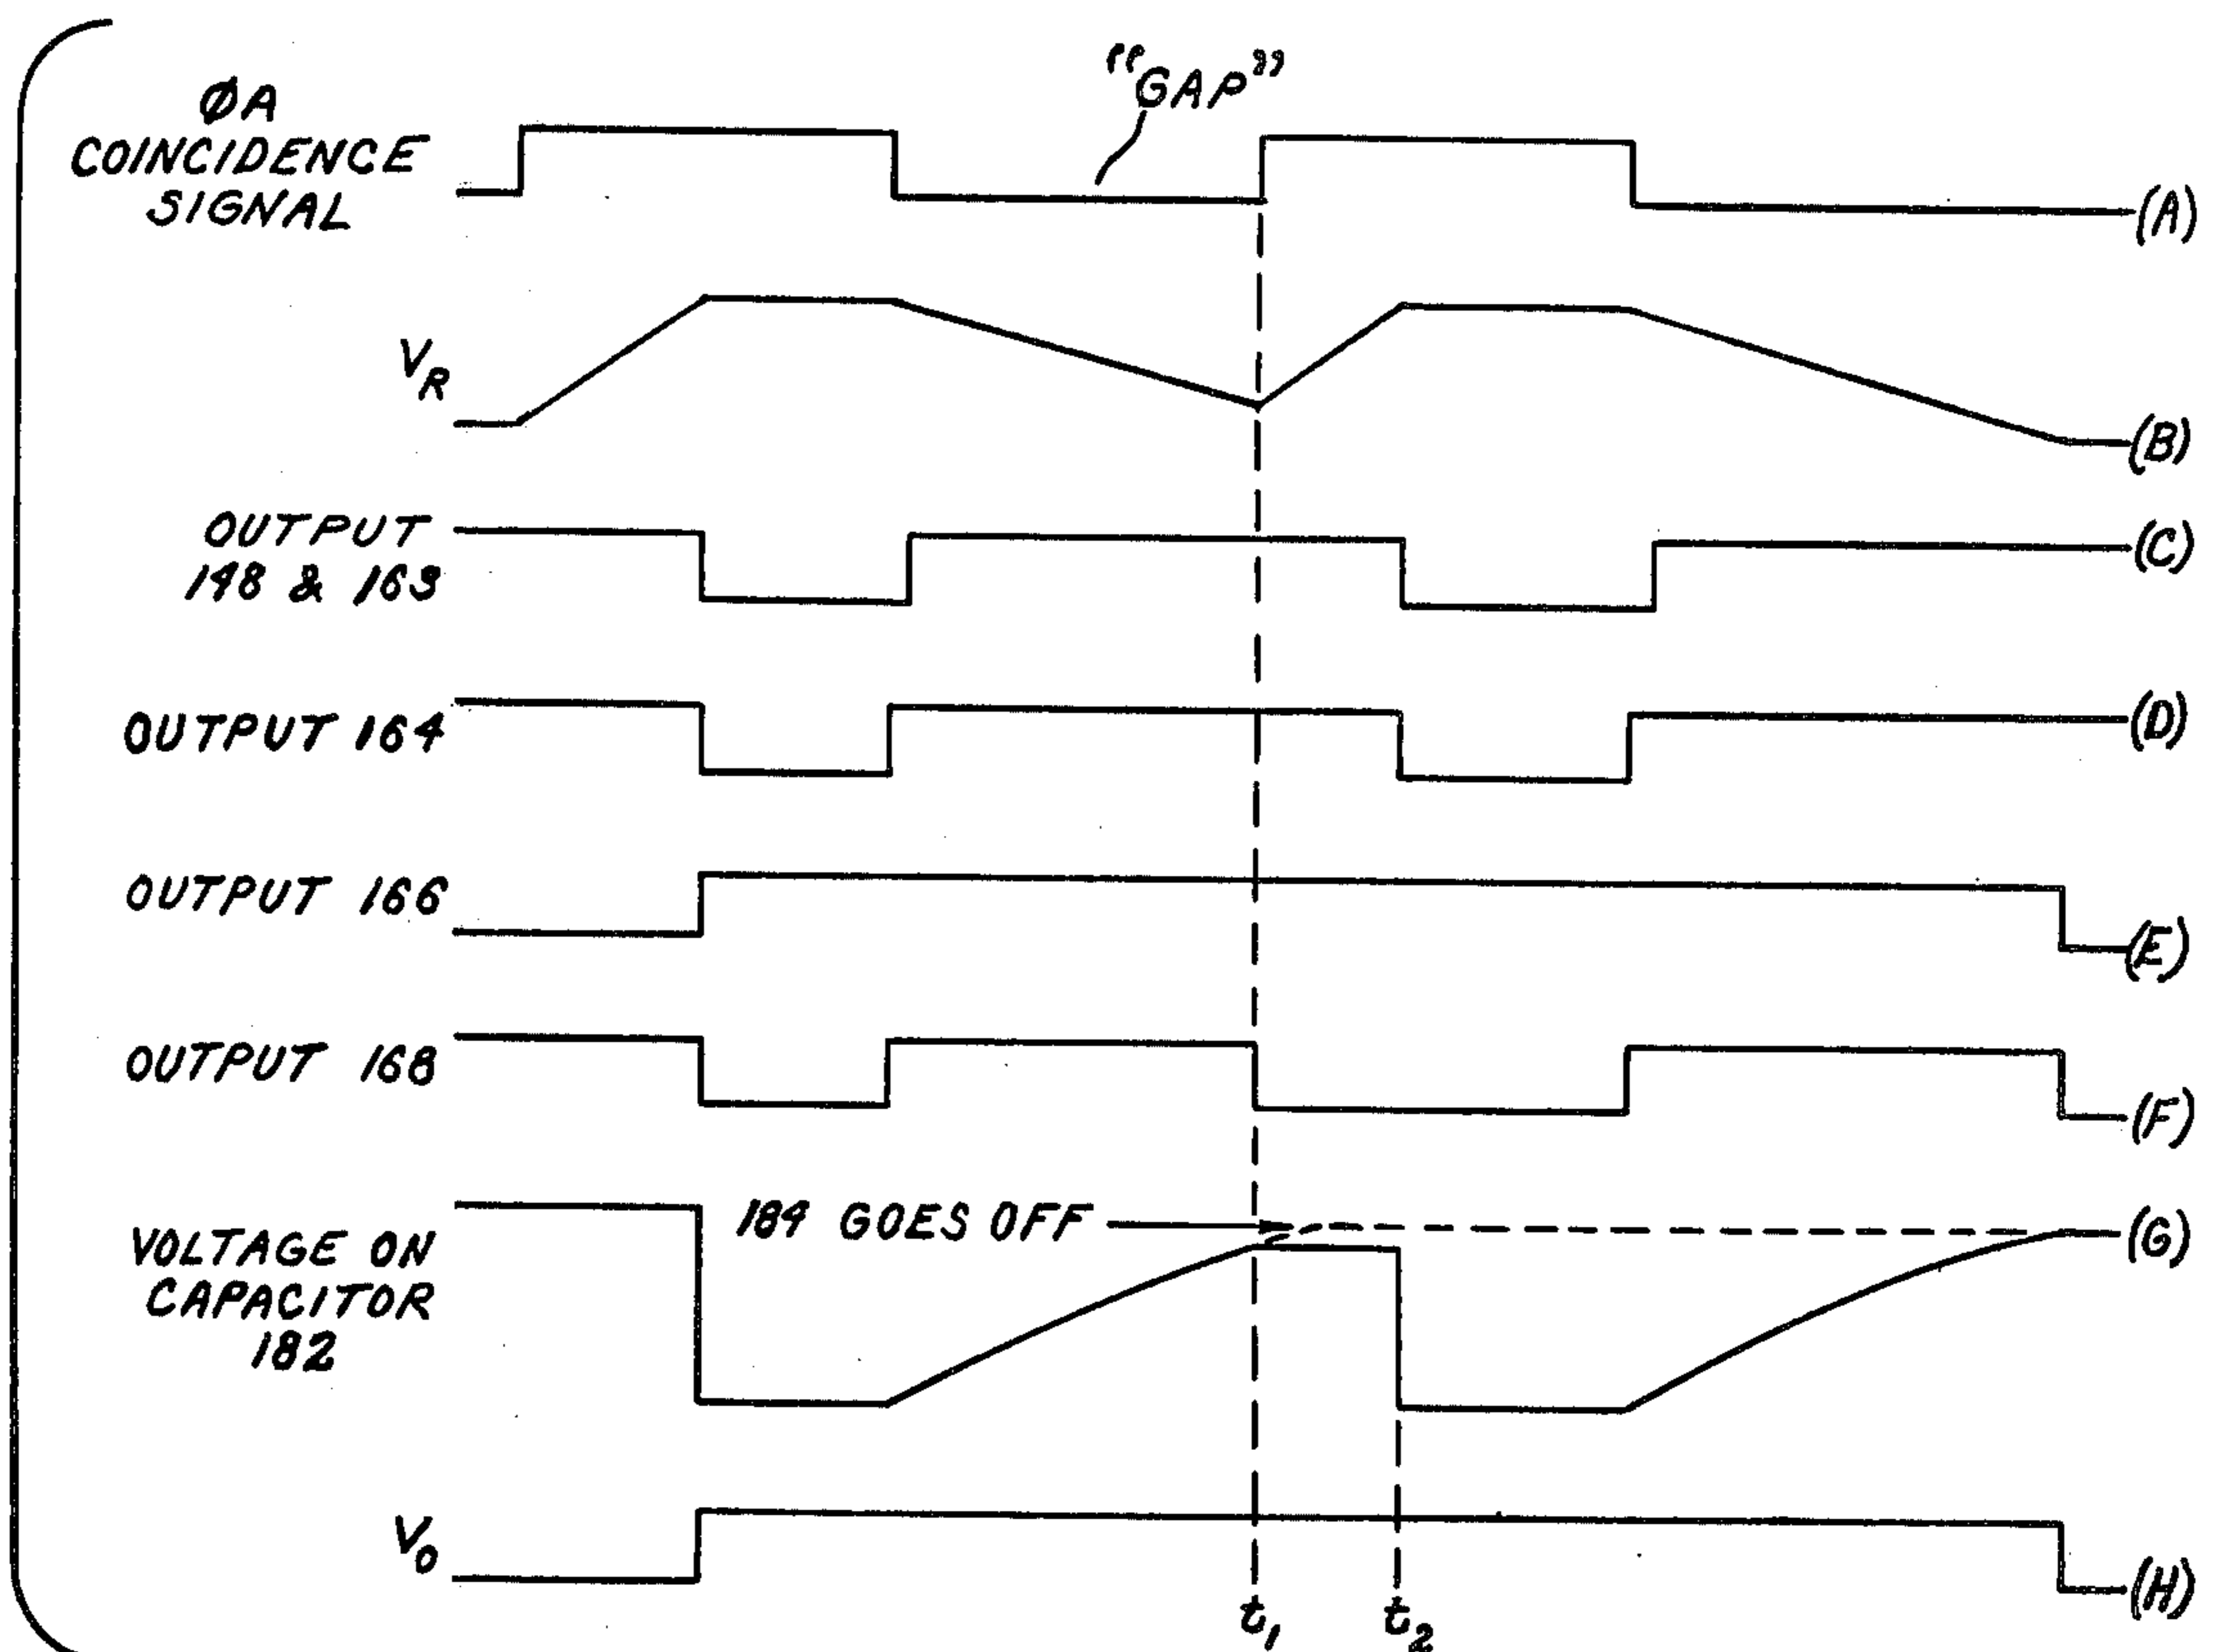 "GAP"
ØA
COINCIDENCE
SIGNAL
(A)
VR
(B)
OUTPUT
148 & 163
(C)
OUTPUT 164
(D)
OUTPUT 166
(E)
OUTPUT 168
(F)
184 GOES OFF
VOLTAGE ON
CAPACITOR
182
(G)
Vo
(H)
t1
t2